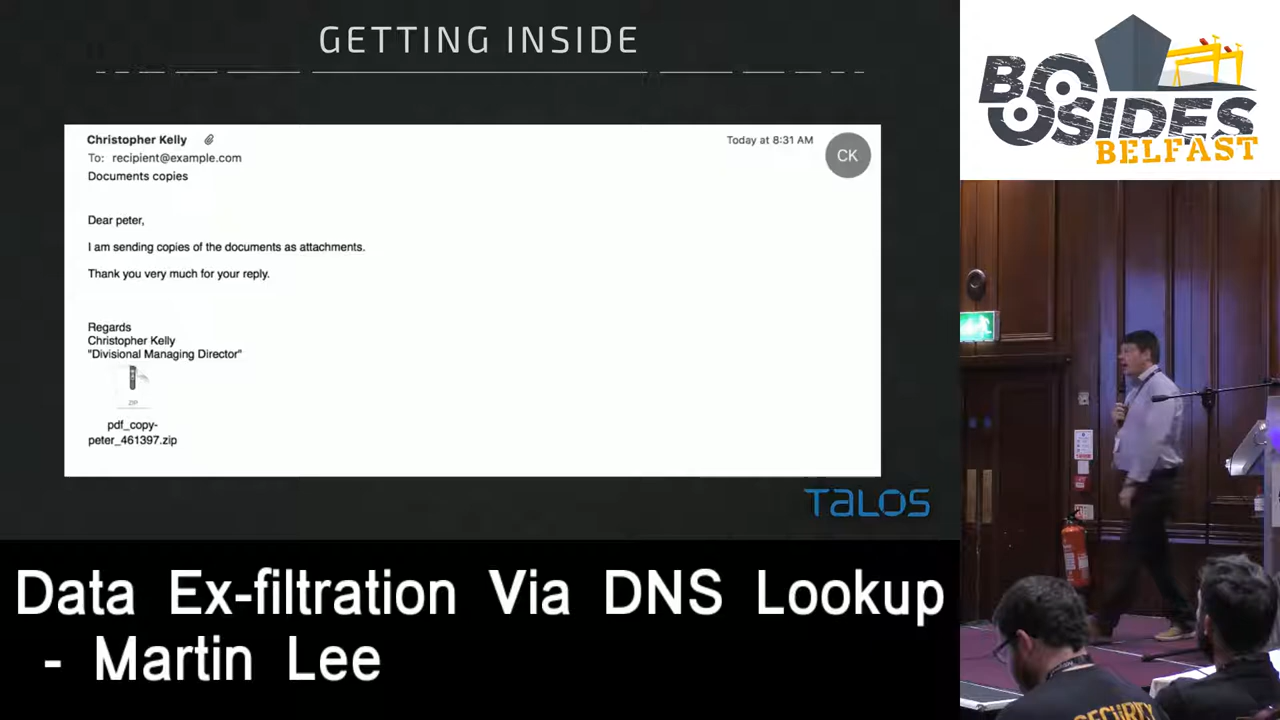 GETTING INSIDE
Christopher Kelly
Today at 8:31 AM
CK
To: recipient@example.com
Documents copies
Dear peter,
I am sending copies of the documents as attachments.
Thank you very much for your reply.
Regards
Christopher Kelly
"Divisional Managing Director"
ZIP
pdf_copy-
peter_461397.zip
TALOS
Data Ex-filtration Via DNS Lookup
- Martin Lee
BSIDES
BELFAST
SECURITY